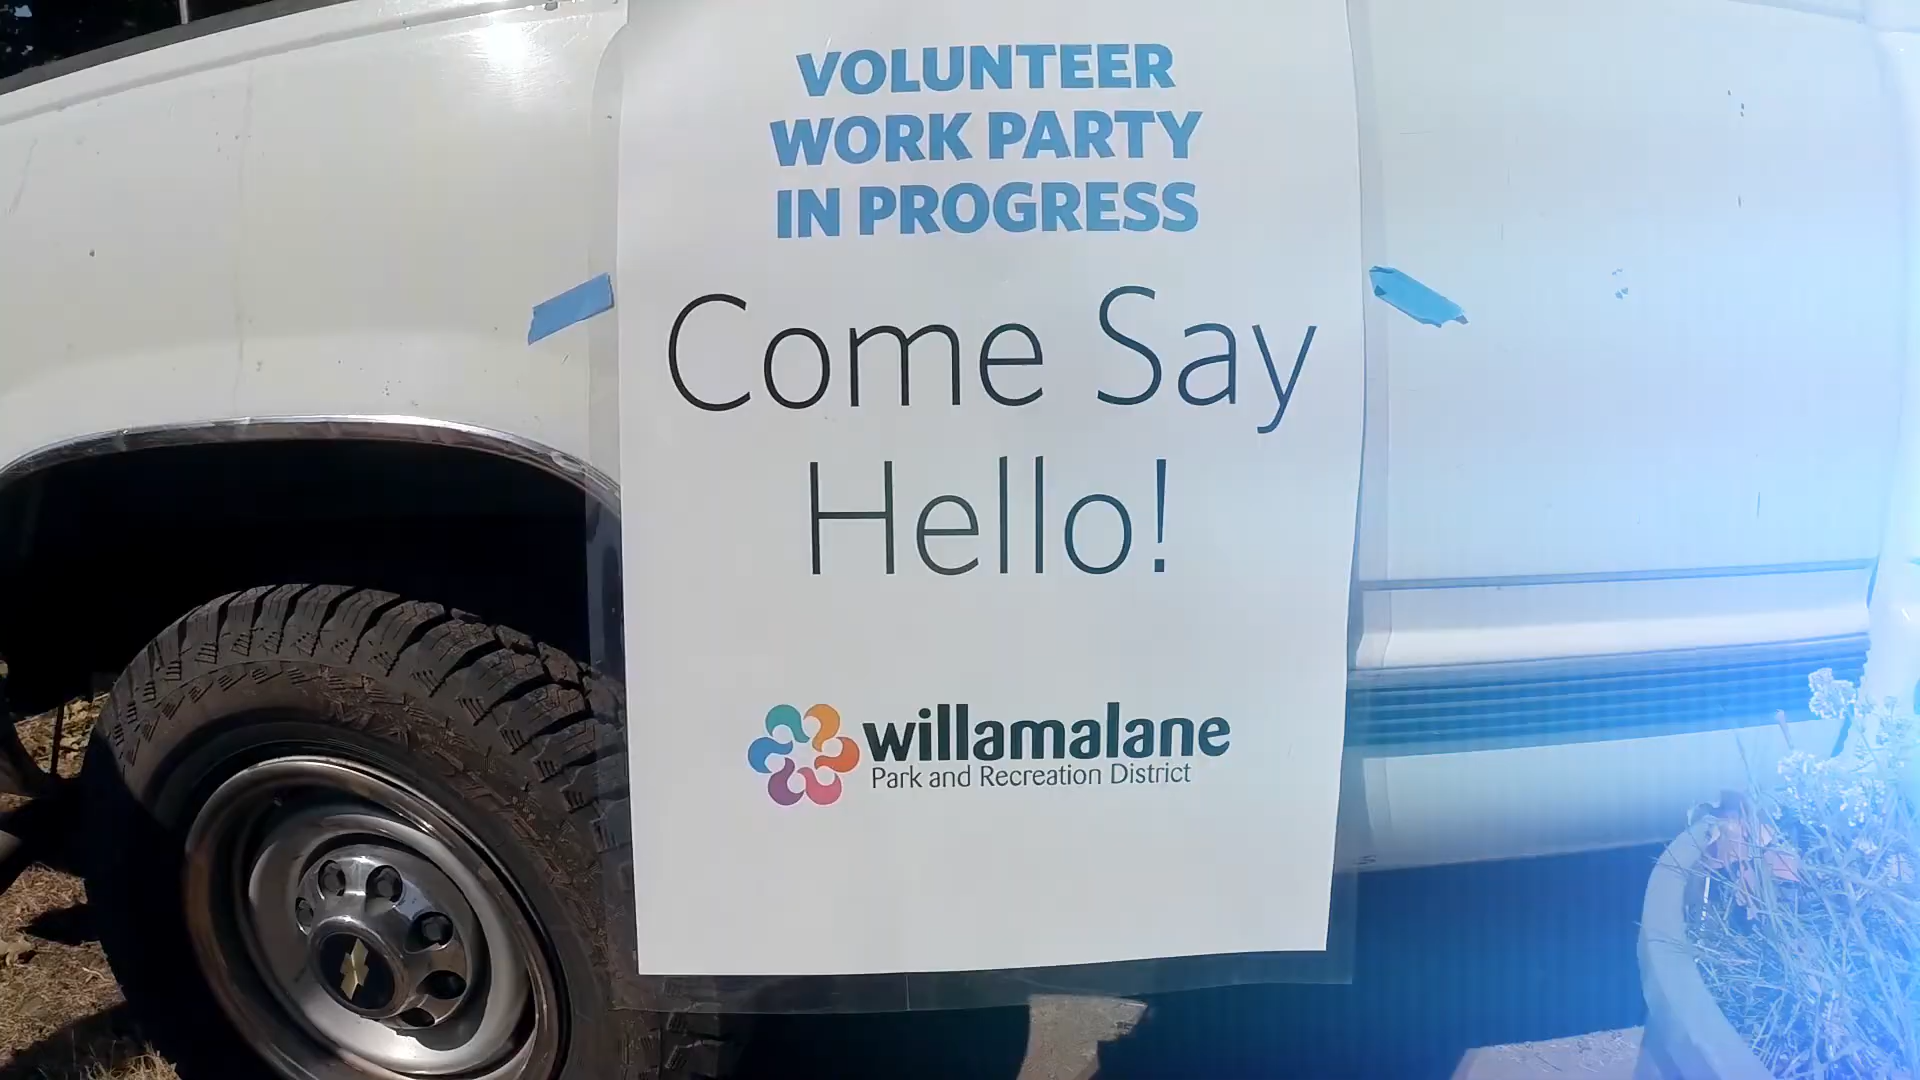 VOLUNTEER
WORK PARTY
IN PROGRESS
Come Say
Hello!
willamalane
Park and Recreation District